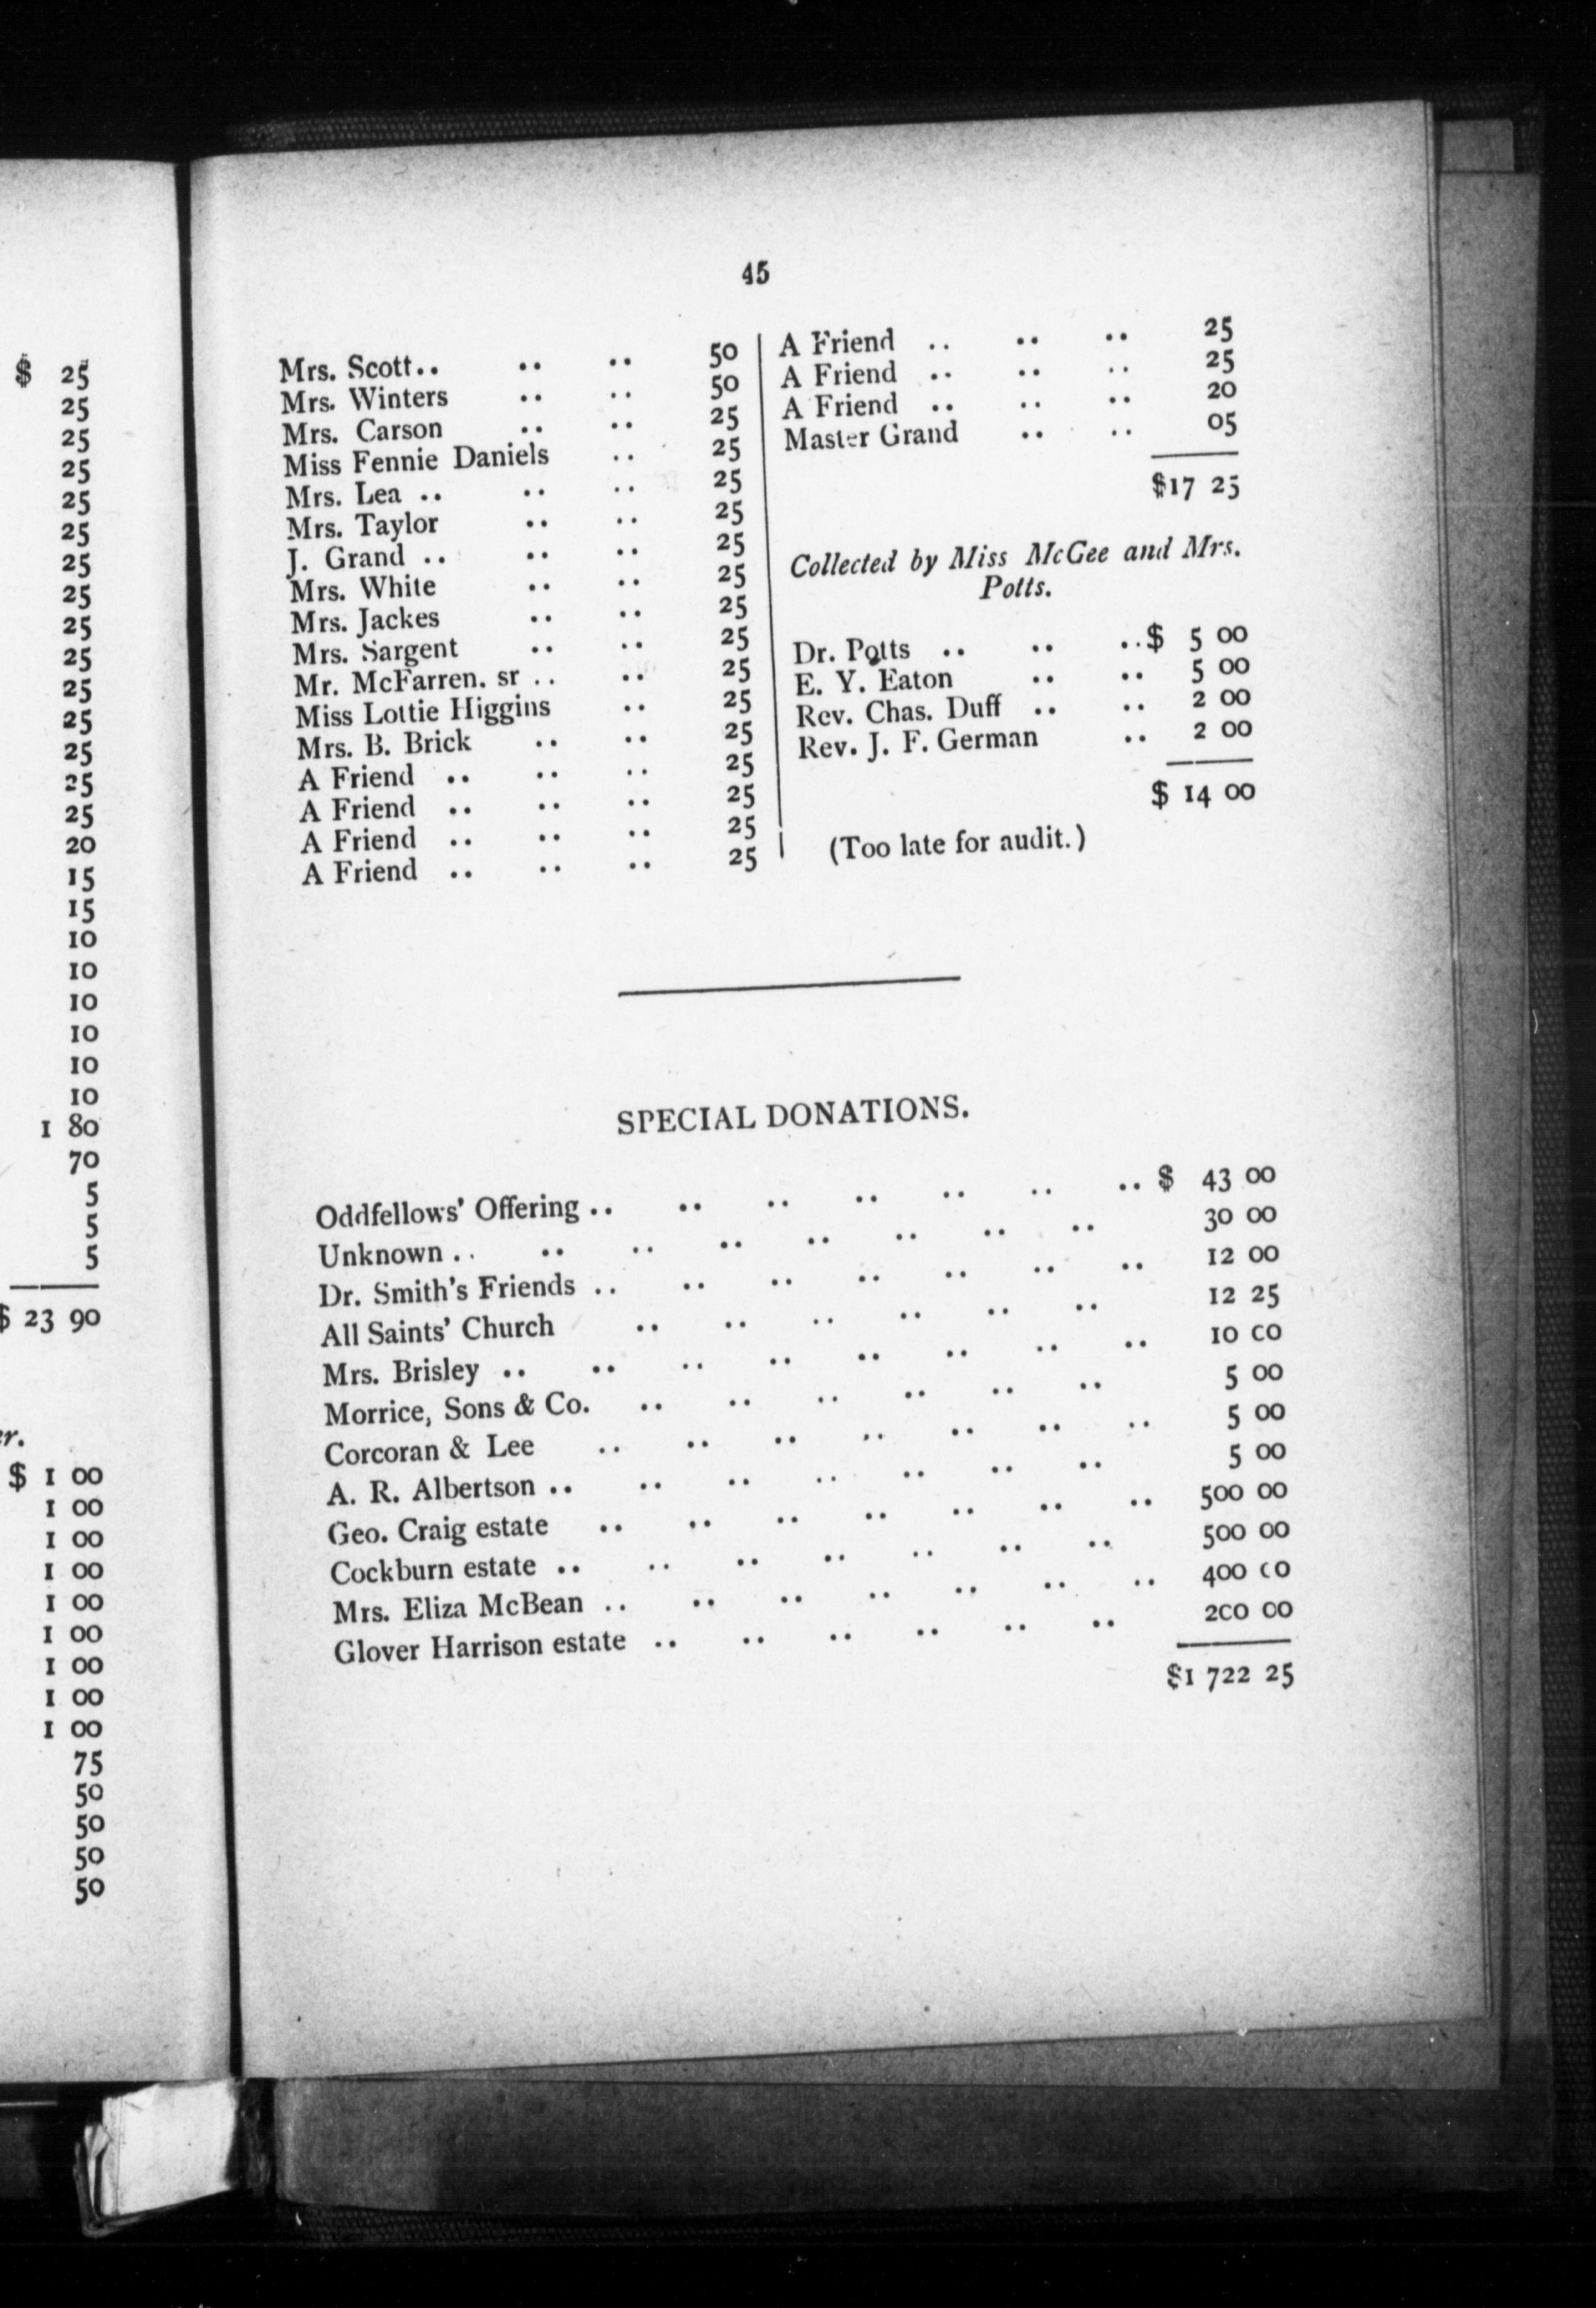 $ 25
25
25
25
25
25
25
25
25
25
25
25
25
25
25
20
15
15
10
10
10
10
10
10
1 80
70
5
5
5
$ 23 90
er.
$ 1 00
1 00
1 00
1 00
1 00
1 00
1 00
1 00
1 00
75
50
50
50
50
45
Mrs. Scott.. .. .. 50
Mrs. Winters .. .. 50
Mrs. Carson .. .. 25
Miss Fennie Daniels .. 25
Mrs. Lea .. .. .. 25
Mrs. Taylor .. .. 25
J. Grand .. .. .. 25
Mrs. White .. .. 25
Mrs. Jackes .. .. 25
Mrs. Sargent .. .. 25
Mr. McFarren. sr .. .. 25
Miss Lottie Higgins .. 25
Mrs. B. Brick .. .. 25
A Friend .. .. .. 25
A Friend .. .. .. 25
A Friend .. .. .. 25
A Friend .. .. .. 25
A Friend .. .. .. 25
A Friend .. .. .. 25
A Friend .. .. .. 20
Master Grand .. .. 05
$17 25
Collected by Miss McGee and Mrs.
Potts.
Dr. Potts .. .. ..$ 5 00
E. Y. Eaton .. .. 5 00
Rev. Chas. Duff .. .. 2 00
Rev. J. F. German .. 2 00
$ 14 00
(Too late for audit.)
SPECIAL DONATIONS.
Oddfellows' Offering .. .. .. .. .. .. .. $ 43 00
Unknown .. .. .. .. .. .. .. .. 30 00
Dr. Smith's Friends .. .. .. .. .. .. .. 12 00
All Saints' Church .. .. .. .. .. .. 12 25
Mrs. Brisley .. .. .. .. .. .. .. .. 10 00
Morrice, Sons & Co. .. .. .. .. .. .. 5 00
Corcoran & Lee .. .. .. .. .. .. .. 5 00
A. R. Albertson .. .. .. .. .. .. .. 5 00
Geo. Craig estate .. .. .. .. .. .. .. 500 00
Cockburn estate .. .. .. .. .. .. .. 500 00
Mrs. Eliza McBean .. .. .. .. .. .. .. 400 00
Glover Harrison estate .. .. .. .. .. .. 200 00
$1 722 25